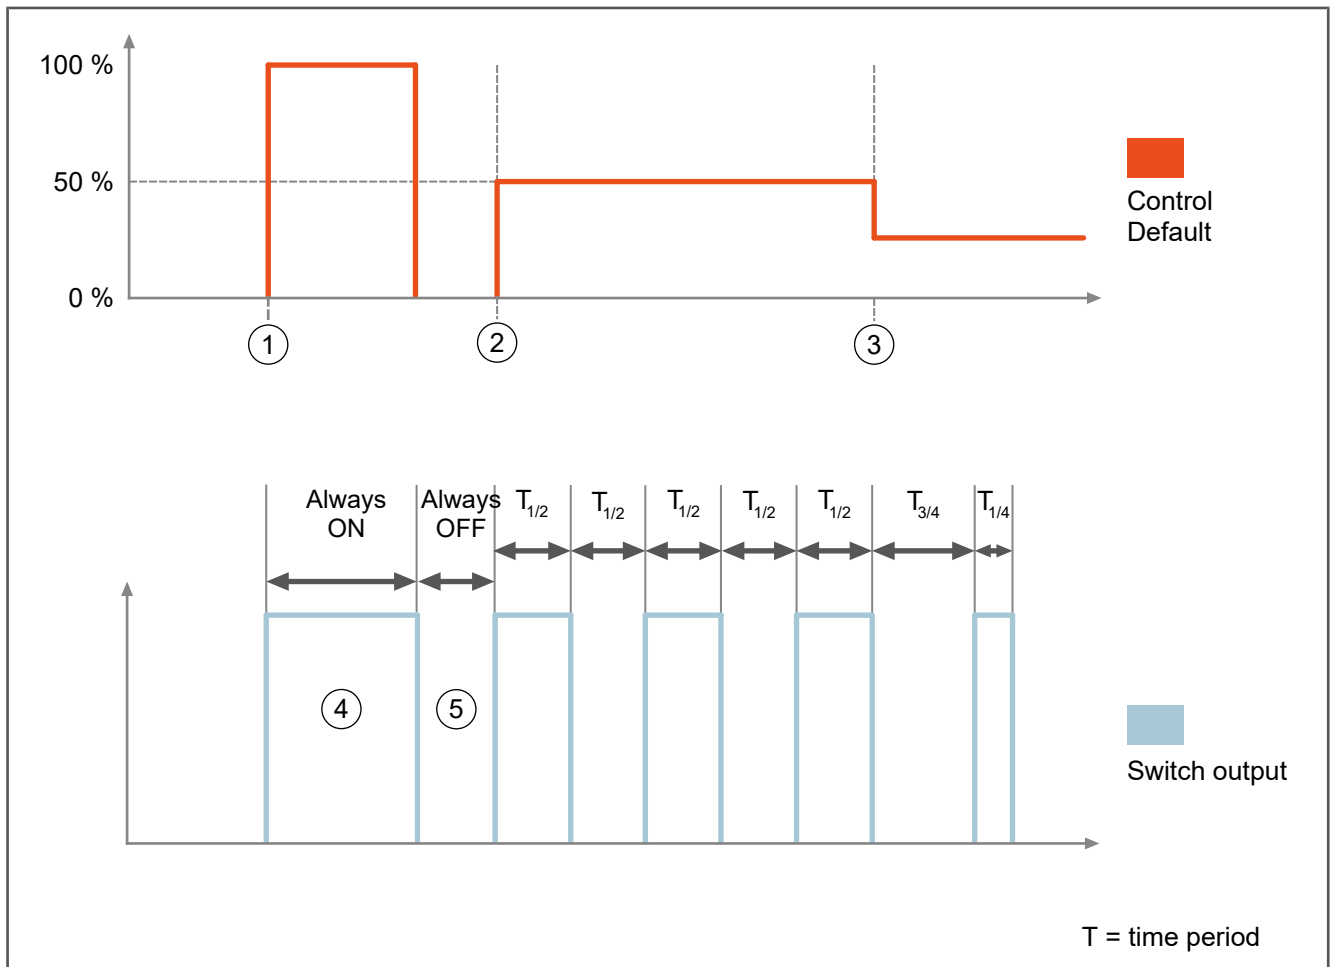 100 %
50 %
0 %
Control
Default
1
2
3
Always
ON
Always
OFF
T1/2
T1/2
T1/2
T1/2
T1/2
T3/4
T1/4
4
5
Switch output
T = time period